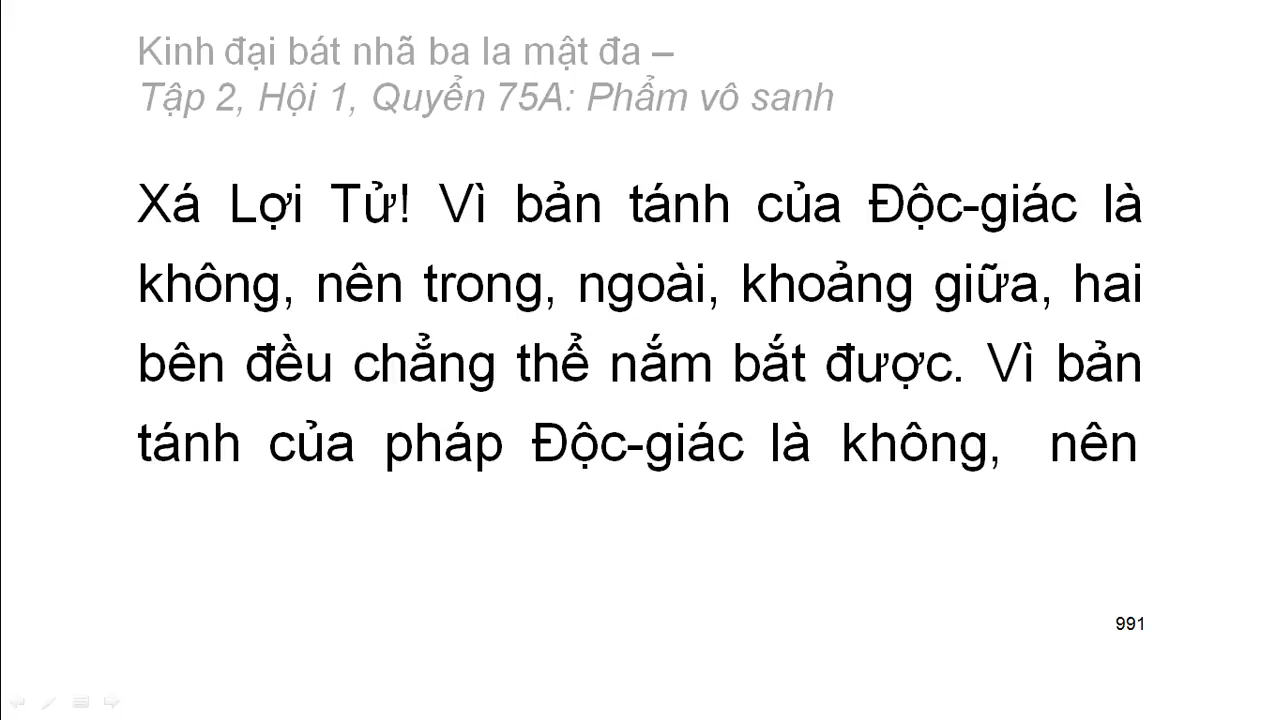 Kinh đại bát nhã ba la mật đa –
Tập 2, Hội 1, Quyển 75A: Phẩm vô sanh
Xá Lợi Tử! Vì bản tánh của Độc-giác là
không, nên trong, ngoài, khoảng giữa, hai
bên đều chẳng thể nắm bắt được. Vì bản
tánh của pháp Độc-giác là không, nên
991